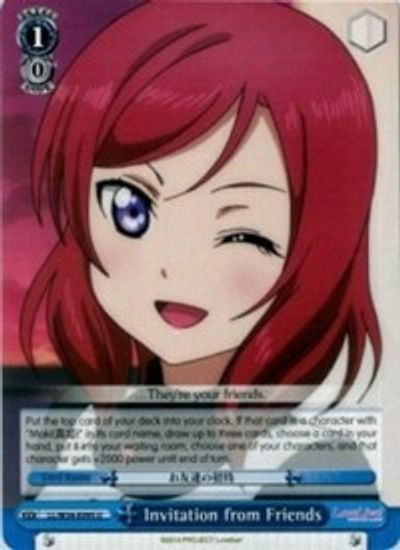 1
0
...They're your friends.
Put the top card of your deck into your clock. If that card is a character with
"Maki(真姫)" in its card name, draw up to three cards, choose a card in your
hand, put it into your waiting room, choose one of your characters, and that
character gets +2000 power until end of turn.
お友達の招待
Invitation from Friends
Love Live!
©2013 PROJECT Lovelive!